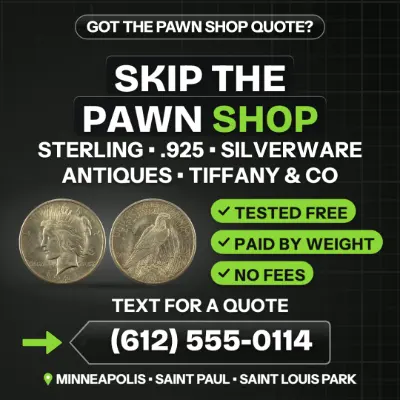 GOT THE PAWN SHOP QUOTE?
SKIP THE
PAWN SHOP
STERLING ▪ .925 ▪ SILVERWARE
ANTIQUES ▪ TIFFANY & CO
✓ TESTED FREE
✓ PAID BY WEIGHT
✓ NO FEES
TEXT FOR A QUOTE
(612) 555-0114
MINNEAPOLIS ▪ SAINT PAUL ▪ SAINT LOUIS PARK